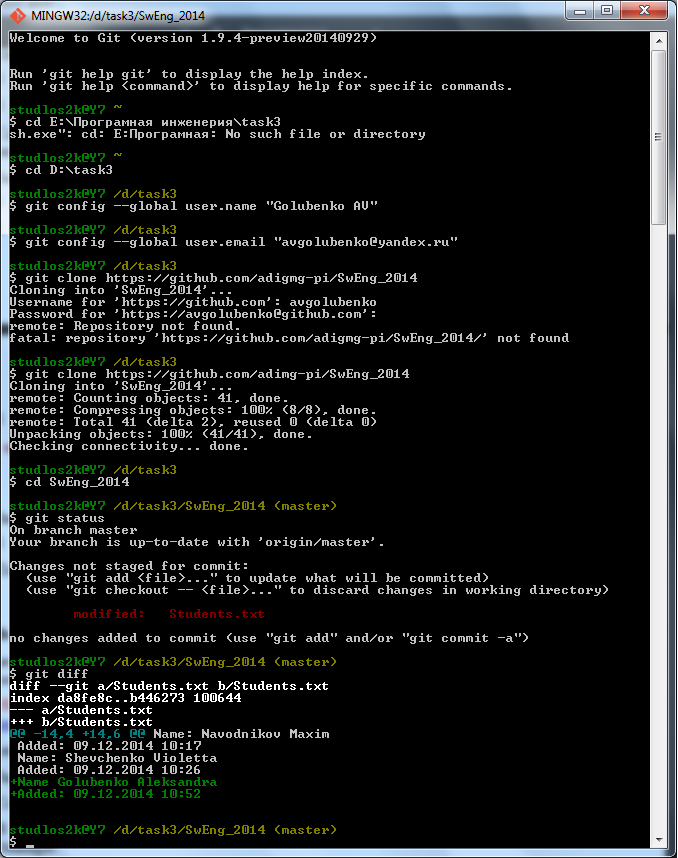 MINGW32:/d/task3/SwEng_2014
Welcome to Git (version 1.9.4-preview20140929)
Run 'git help git' to display the help index.
Run 'git help <command>' to display help for specific commands.
studlos2k@Y7 ~
$ cd E:\Програмная инженерия\task3
sh.exe": cd: E:Програмная: No such file or directory
studlos2k@Y7 ~
$ cd D:\task3
studlos2k@Y7 /d/task3
$ git config --global user.name "Golubenko AV"
studlos2k@Y7 /d/task3
$ git config --global user.email "avgolubenko@yandex.ru"
studlos2k@Y7 /d/task3
$ git clone https://github.com/adigmg-pi/SwEng_2014
Cloning into 'SwEng_2014'...
Username for 'https://github.com': avgolubenko
Password for 'https://avgolubenko@github.com':
remote: Repository not found.
fatal: repository 'https://github.com/adigmg-pi/SwEng_2014/' not found
studlos2k@Y7 /d/task3
$ git clone https://github.com/adimg-pi/SwEng_2014
Cloning into 'SwEng_2014'...
remote: Counting objects: 41, done.
remote: Compressing objects: 100% (8/8), done.
remote: Total 41 (delta 2), reused 0 (delta 0)
Unpacking objects: 100% (41/41), done.
Checking connectivity... done.
studlos2k@Y7 /d/task3
$ cd SwEng_2014
studlos2k@Y7 /d/task3/SwEng_2014 (master)
$ git status
On branch master
Your branch is up-to-date with 'origin/master'.
Changes not staged for commit:
  (use "git add <file>..." to update what will be committed)
  (use "git checkout -- <file>..." to discard changes in working directory)
        modified:   Students.txt
no changes added to commit (use "git add" and/or "git commit -a")
studlos2k@Y7 /d/task3/SwEng_2014 (master)
$ git diff
diff --git a/Students.txt b/Students.txt
index da8fe8c..b446273 100644
--- a/Students.txt
+++ b/Students.txt
@@ -14,4 +14,6 @@ Name: Navodnikov Maxim
 Added: 09.12.2014 10:17
 Name: Shevchenko Violetta
 Added: 09.12.2014 10:26
+Name Golubenko Aleksandra
+Added: 09.12.2014 10:52
studlos2k@Y7 /d/task3/SwEng_2014 (master)
$ _